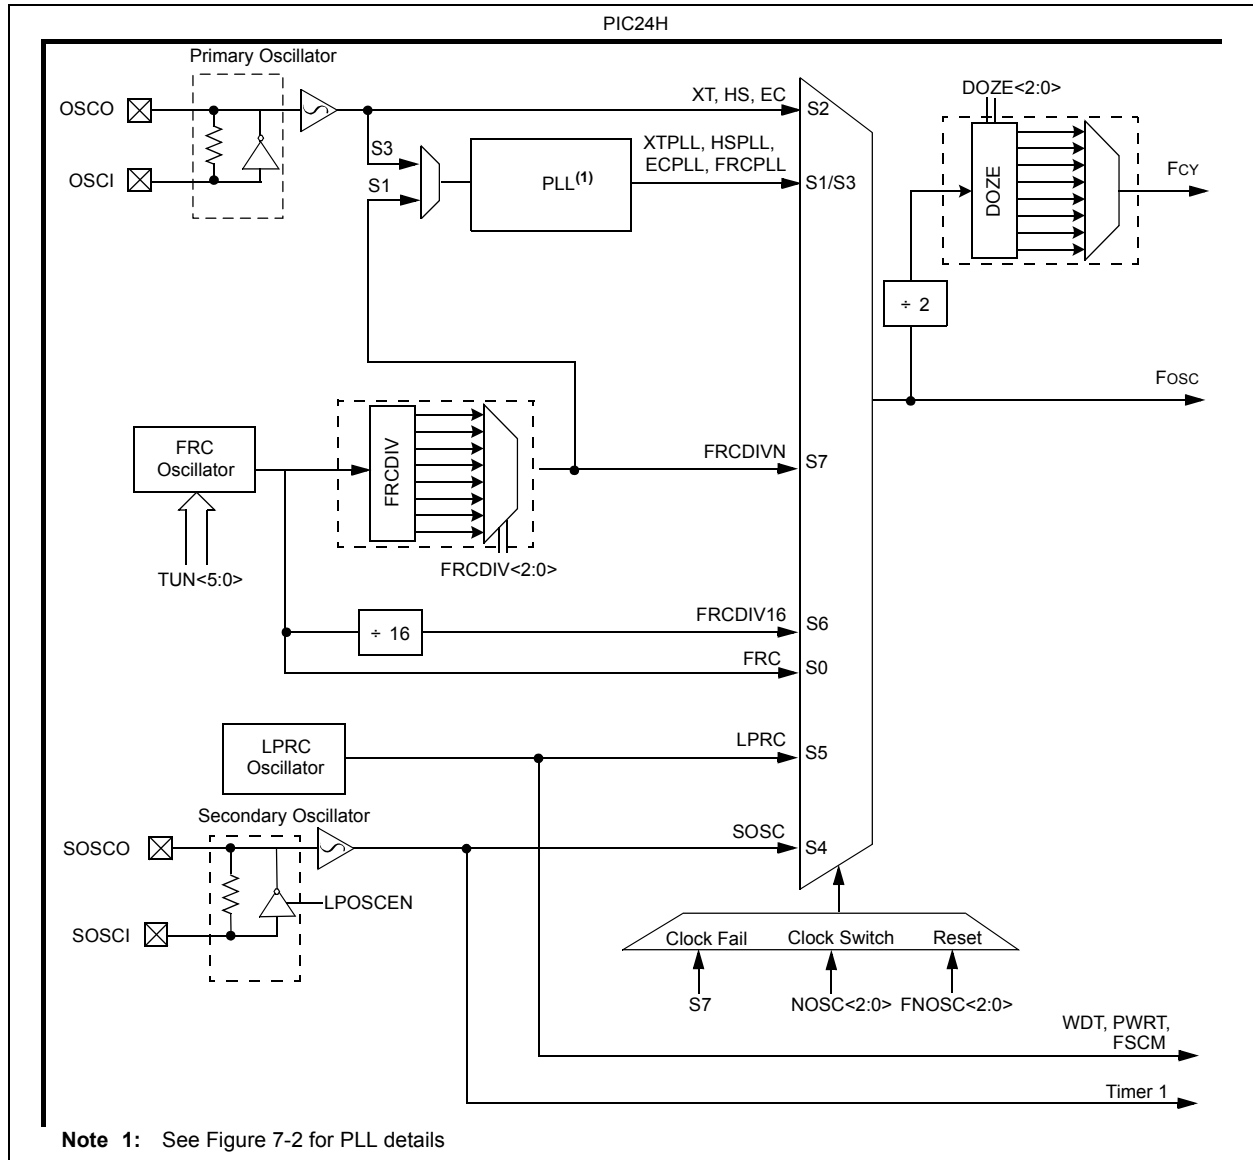 PIC24H
Primary Oscillator
OSCO
OSCI
S3
S1
PLL(1)
XT, HS, EC
XTPLL, HSPLL,
ECPLL, FRCPLL
S2
S1/S3
DOZE<2:0>
DOZE
FCY
÷ 2
FOSC
FRC
Oscillator
TUN<5:0>
FRCDIV
FRCDIV<2:0>
FRCDIVN
S7
÷ 16
FRCDIV16
S6
FRC
S0
LPRC
Oscillator
LPRC
S5
Secondary Oscillator
SOSCO
SOSCI
LPOSCEN
SOSC
S4
Clock Fail
Clock Switch
Reset
S7
NOSC<2:0>
FNOSC<2:0>
WDT, PWRT,
FSCM
Timer 1
Note 1: See Figure 7-2 for PLL details